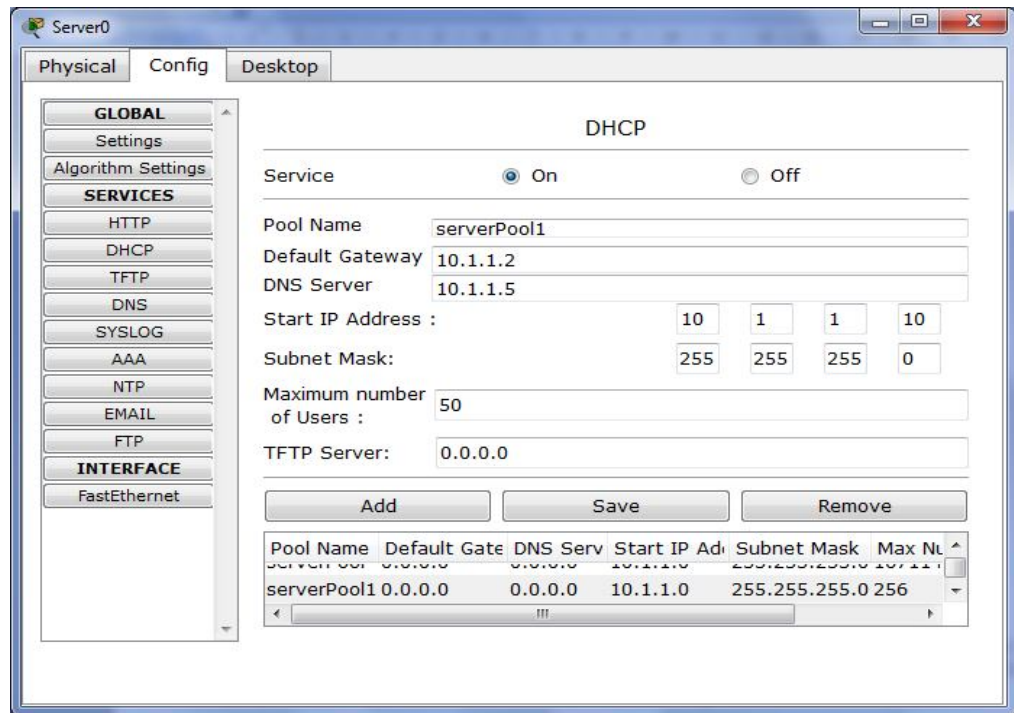 Server0
Physical Config Desktop
GLOBAL
Settings
Algorithm Settings
SERVICES
HTTP
DHCP
TFTP
DNS
SYSLOG
AAA
NTP
EMAIL
FTP
INTERFACE
FastEthernet
DHCP
Service On Off
Pool Name serverPool1
Default Gateway 10.1.1.2
DNS Server 10.1.1.5
Start IP Address : 10 1 1 10
Subnet Mask: 255 255 255 0
Maximum number
of Users : 50
TFTP Server: 0.0.0.0
Add Save Remove
Pool Name Default Gate DNS Serv Start IP Ad Subnet Mask Max Nu
serverPool1 0.0.0.0 0.0.0.0 10.1.1.0 255.255.255.0 256